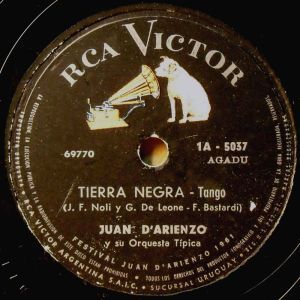 RCA VICTOR
69770
1A - 5037
AGADU
TIERRA NEGRA - Tango
(J. F. Noli y G. De Leone - F. Bastardi)
JUAN D'ARIENZO
y su Orquesta Típica
FESTIVAL JUAN D'ARIENZO 1961
RCA VICTOR ARGENTINA S.A.I.C.
SUCURSAL URUGUAY